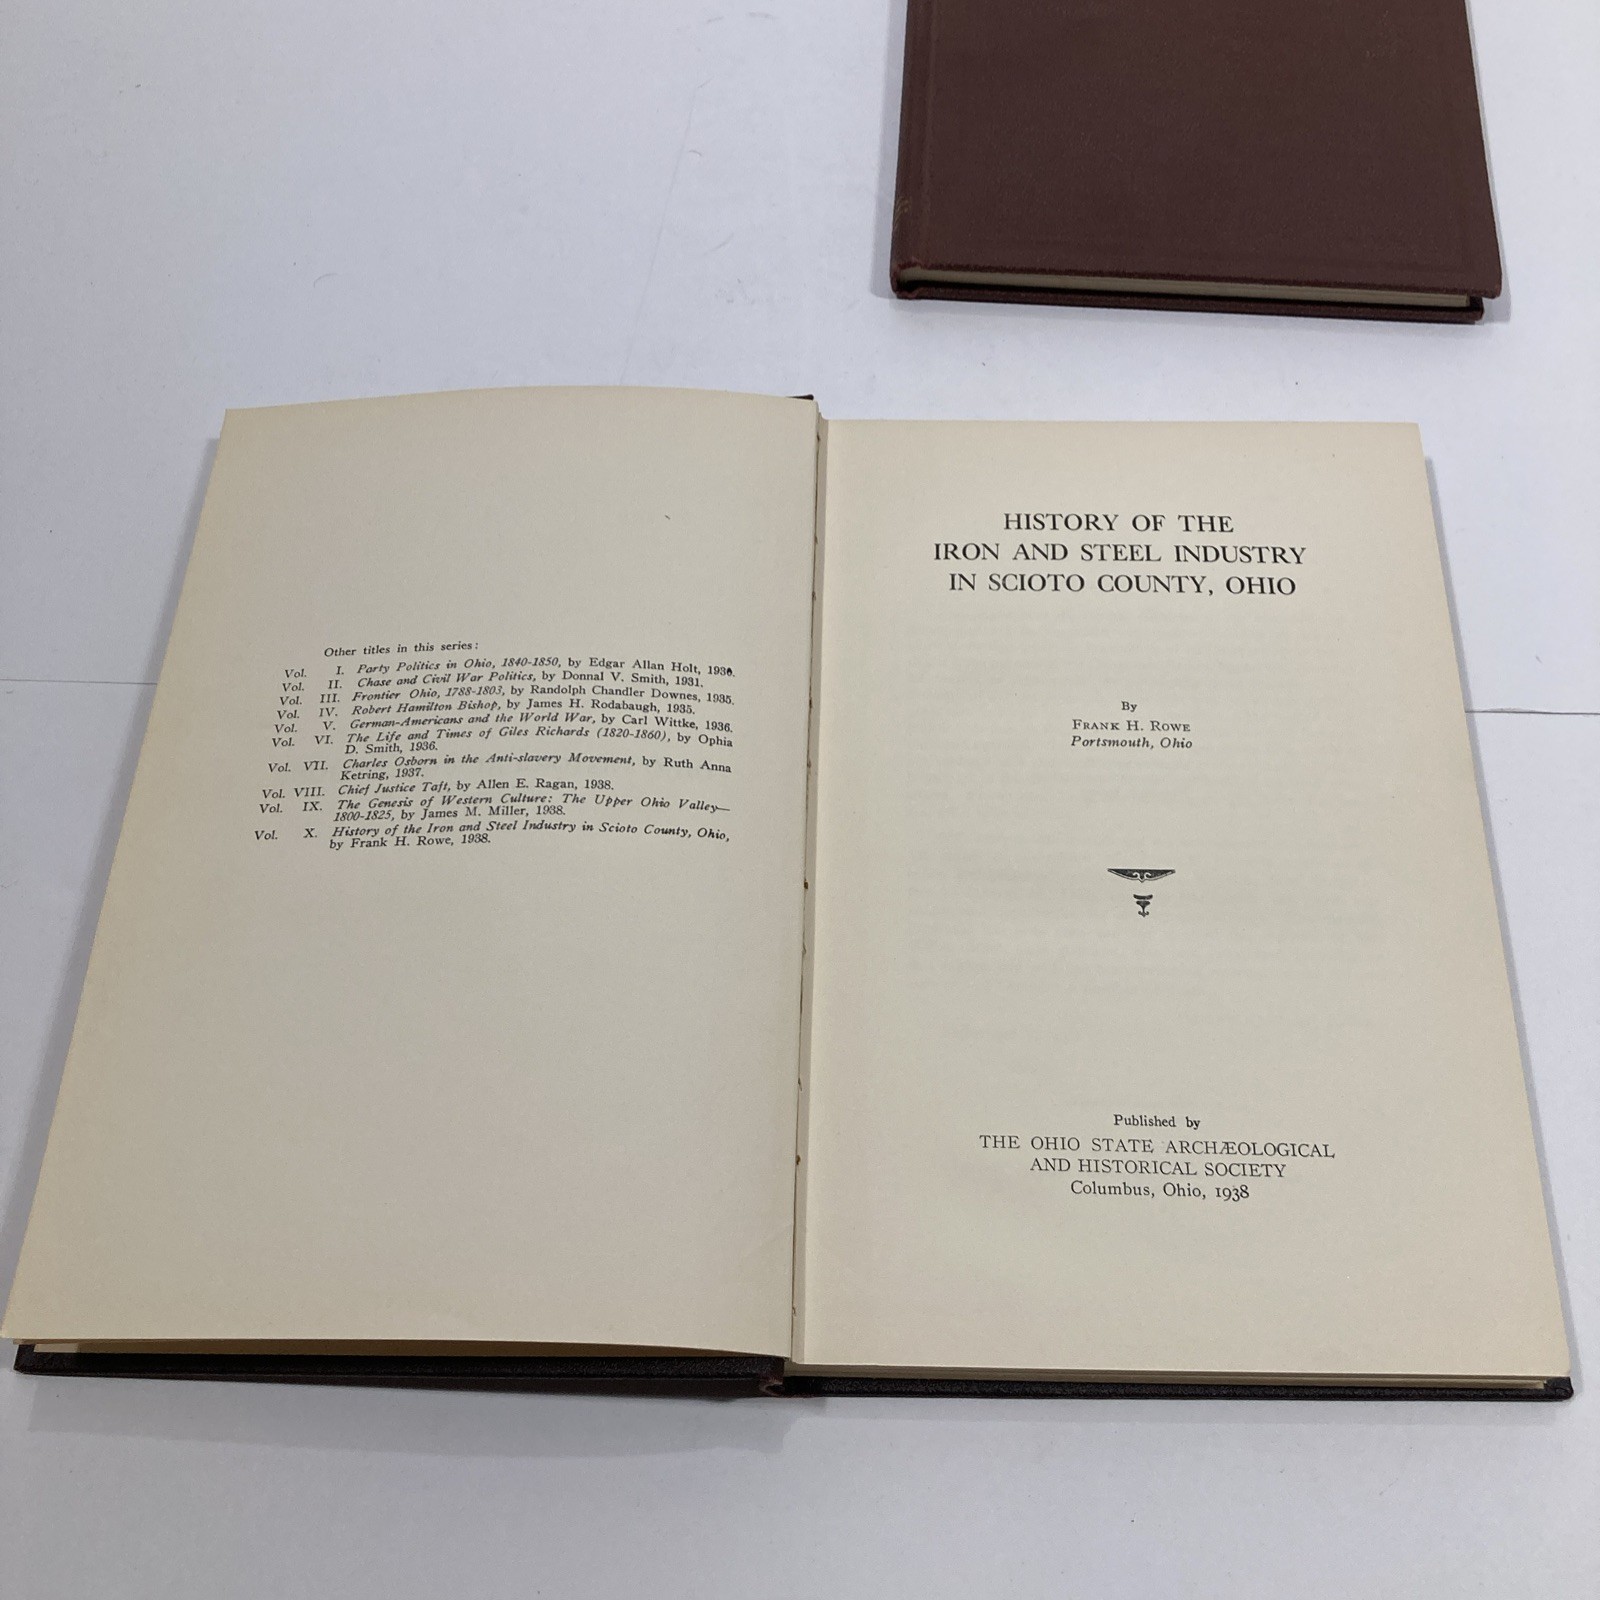 Other titles in this series:
Vol. I. Party Politics in Ohio, 1840-1850, by Edgar Allan Holt, 1930.
Vol. II. Chase and Civil War Politics, by Donnal V. Smith, 1931.
Vol. III. Frontier Ohio, 1788-1803, by Randolph Chandler Downes, 1935.
Vol. IV. Robert Hamilton Bishop, by James H. Rodabaugh, 1935.
Vol. V. German-Americans and the World War, by Carl Wittke, 1936.
Vol. VI. The Life and Times of Giles Richards (1820-1860), by Ophia
D. Smith, 1936.
Vol. VII. Charles Osborn in the Anti-slavery Movement, by Ruth Anna
Ketring, 1937.
Vol. VIII. Chief Justice Taft, by Allen E. Ragan, 1938.
Vol. IX. The Genesis of Western Culture: The Upper Ohio Valley—
1800-1825, by James M. Miller, 1938.
Vol. X. History of the Iron and Steel Industry in Scioto County, Ohio,
by Frank H. Rowe, 1938.
HISTORY OF THE
IRON AND STEEL INDUSTRY
IN SCIOTO COUNTY, OHIO
By
FRANK H. ROWE
Portsmouth, Ohio
Published by
THE OHIO STATE ARCHÆOLOGICAL
AND HISTORICAL SOCIETY
Columbus, Ohio, 1938